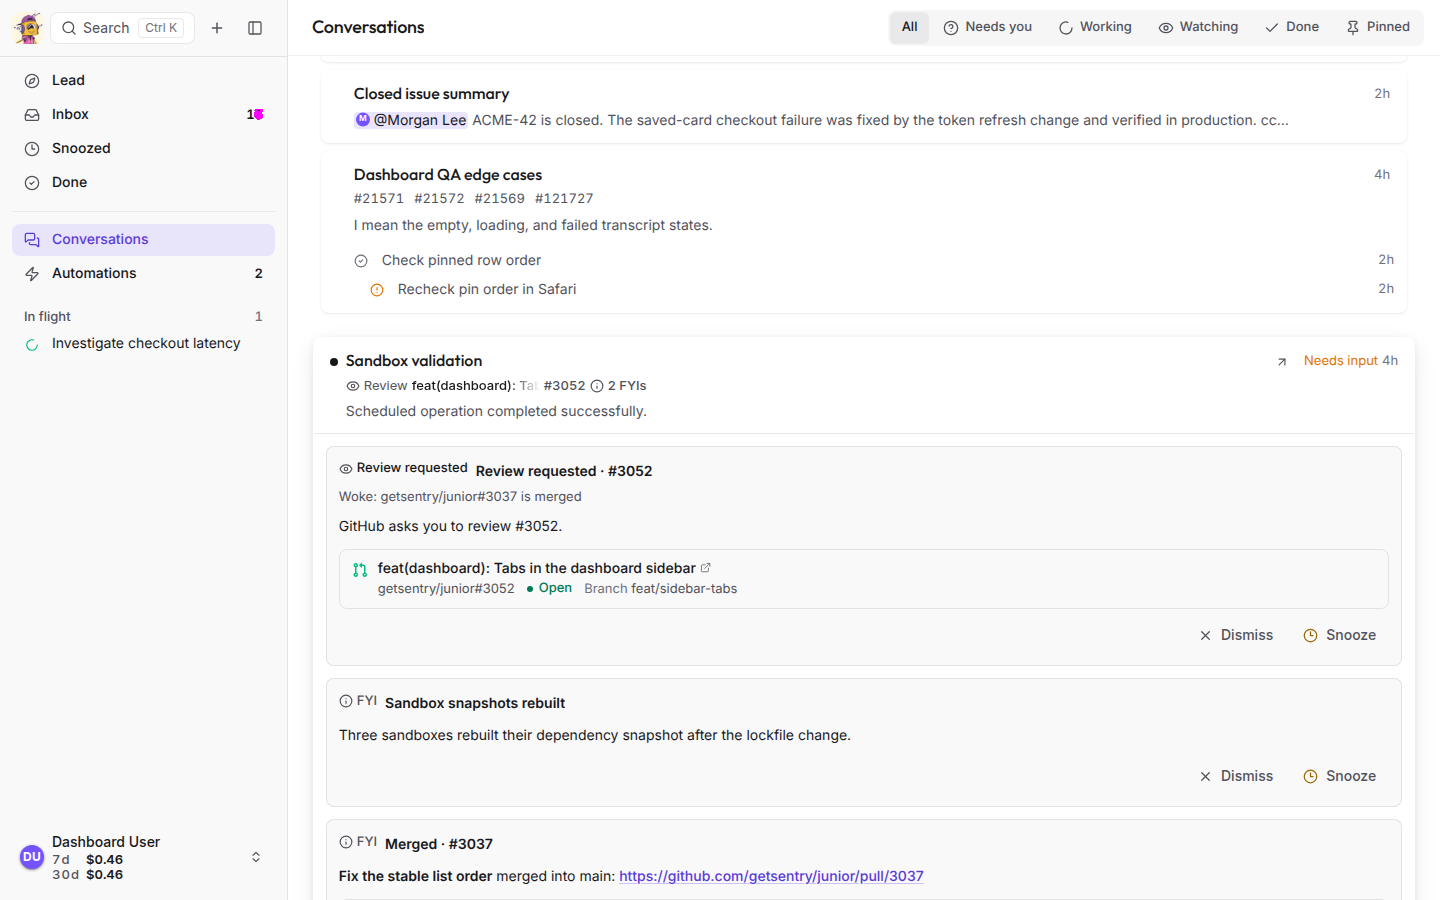 Search Ctrl K
Lead
Inbox
Snoozed
Done
Conversations
Automations 2
In flight 1
Investigate checkout latency
DU Dashboard User
7d $0.46
30d $0.46
Conversations
All Needs you Working Watching Done Pinned
Closed issue summary 2h
M @Morgan Lee ACME-42 is closed. The saved-card checkout failure was fixed by the token refresh change and verified in production. cc...
Dashboard QA edge cases 4h
#21571 #21572 #21569 #121727
I mean the empty, loading, and failed transcript states.
Check pinned row order 2h
Recheck pin order in Safari 2h
Sandbox validation Needs input 4h
Review feat(dashboard): Tab #3052 2 FYIs
Scheduled operation completed successfully.
Review requested Review requested · #3052
Woke: getsentry/junior#3037 is merged
GitHub asks you to review #3052.
feat(dashboard): Tabs in the dashboard sidebar
getsentry/junior#3052 Open Branch feat/sidebar-tabs
Dismiss Snooze
FYI Sandbox snapshots rebuilt
Three sandboxes rebuilt their dependency snapshot after the lockfile change.
Dismiss Snooze
FYI Merged · #3037
Fix the stable list order merged into main: https://github.com/getsentry/junior/pull/3037